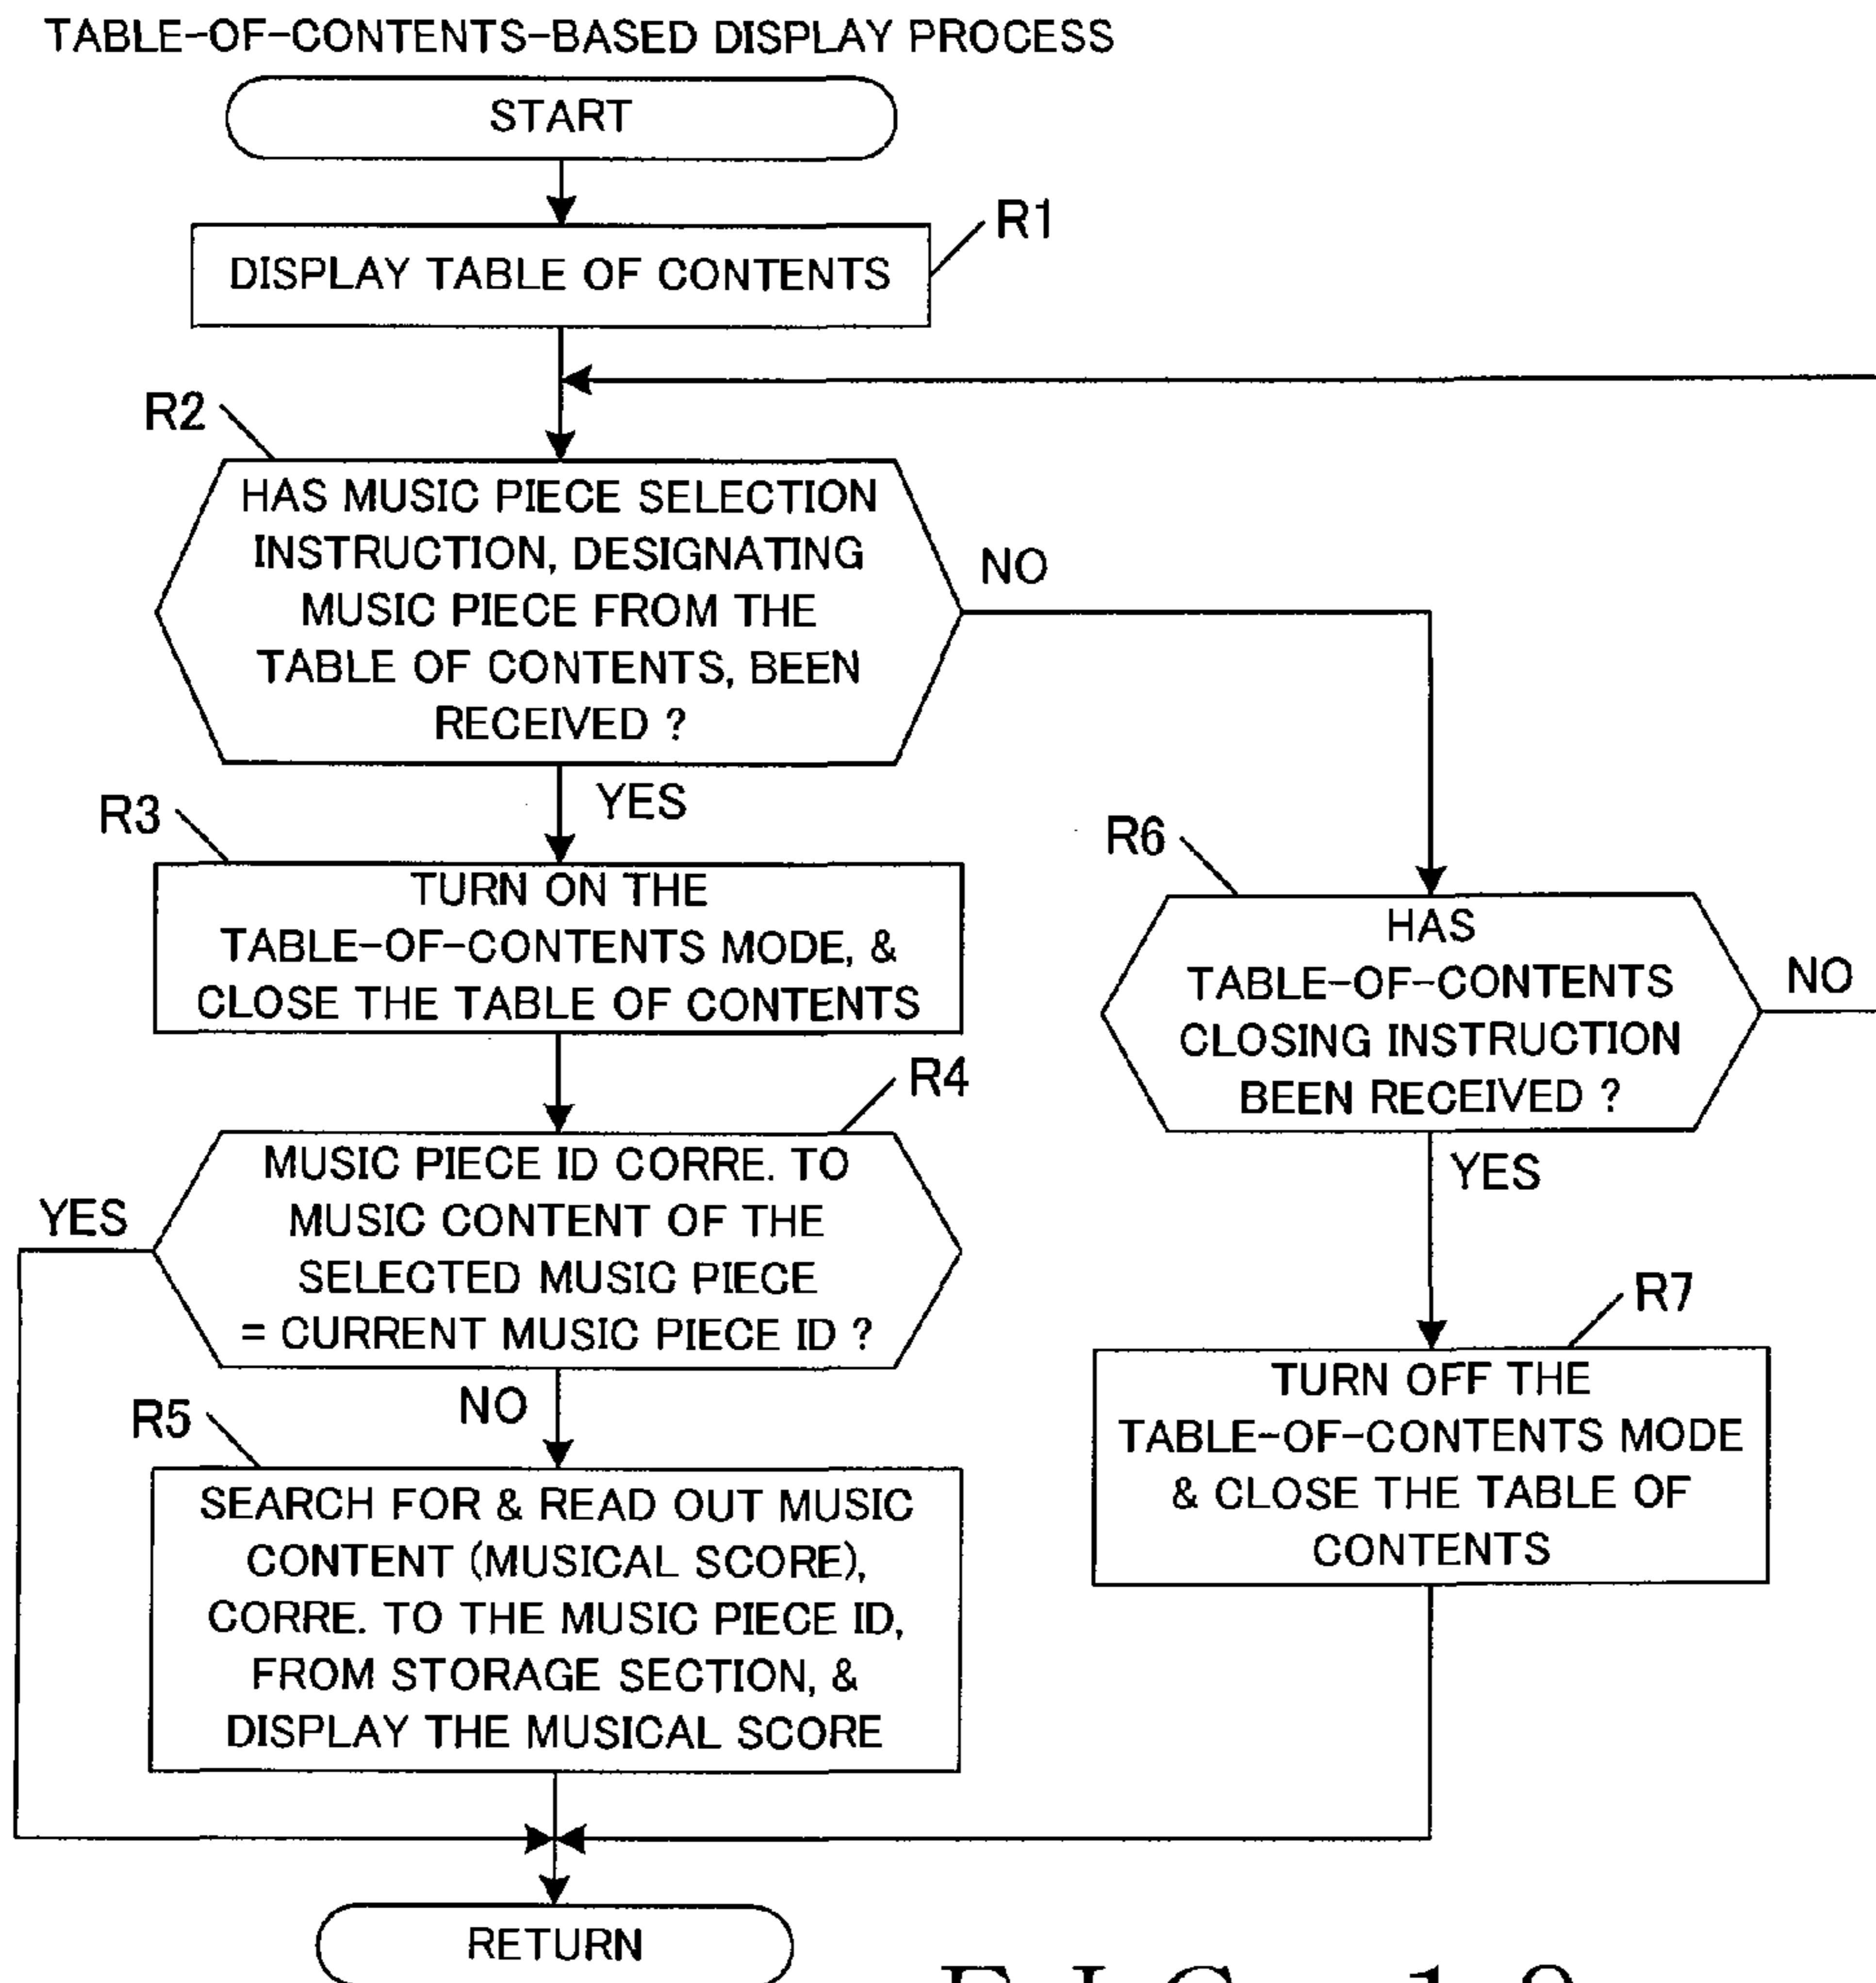 TABLE-OF-CONTENTS-BASED DISPLAY PROCESS
START
R1
DISPLAY TABLE OF CONTENTS
R2
HAS MUSIC PIECE SELECTION
INSTRUCTION, DESIGNATING
MUSIC PIECE FROM THE
TABLE OF CONTENTS, BEEN
RECEIVED ?
NO
YES
R3
TURN ON THE
TABLE-OF-CONTENTS MODE, &
CLOSE THE TABLE OF CONTENTS
R6
HAS
TABLE-OF-CONTENTS
CLOSING INSTRUCTION
BEEN RECEIVED ?
NO
YES
R4
MUSIC PIECE ID CORRE. TO
MUSIC CONTENT OF THE
SELECTED MUSIC PIECE
= CURRENT MUSIC PIECE ID ?
YES
NO
R7
TURN OFF THE
TABLE-OF-CONTENTS MODE
& CLOSE THE TABLE OF
CONTENTS
R5
SEARCH FOR & READ OUT MUSIC
CONTENT (MUSICAL SCORE),
CORRE. TO THE MUSIC PIECE ID,
FROM STORAGE SECTION, &
DISPLAY THE MUSICAL SCORE
RETURN